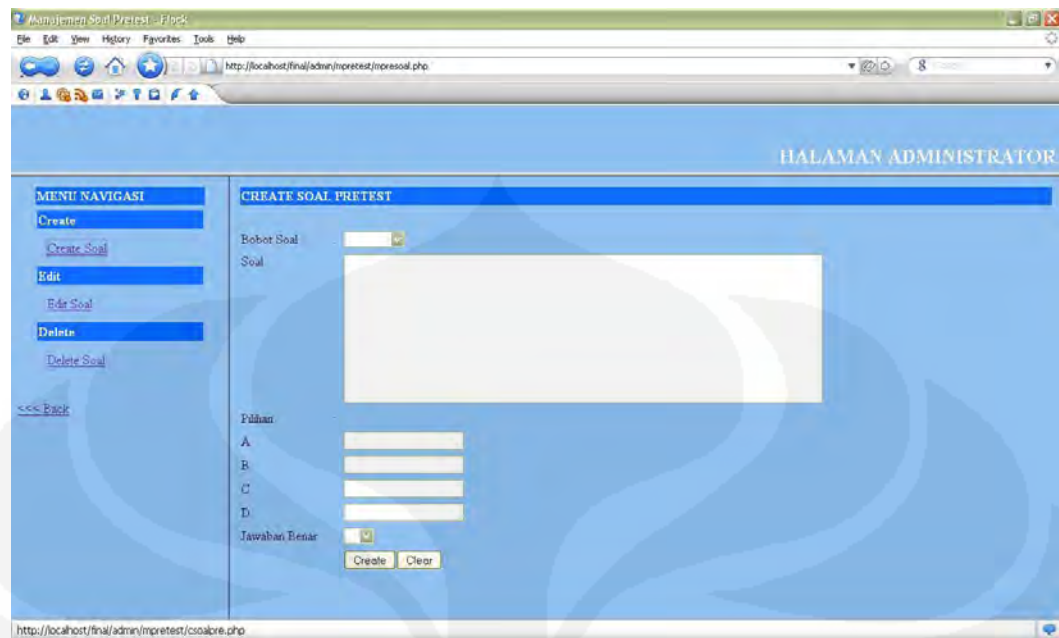 Manajemen Soal Pretest - Flock
File Edit View History Favorites Tools Help
http://localhost/final/admin/mpretest/mpresoal.php
HALAMAN ADMINISTRATOR
MENU NAVIGASI
Create
Create Soal
Edit
Edit Soal
Delete
Delete Soal
<<< Back
CREATE SOAL PRETEST
Bobot Soal
Soal
Pilihan
A
B
C
D
Jawaban Benar
Create Clear
http://localhost/final/admin/mpretest/csoalpre.php